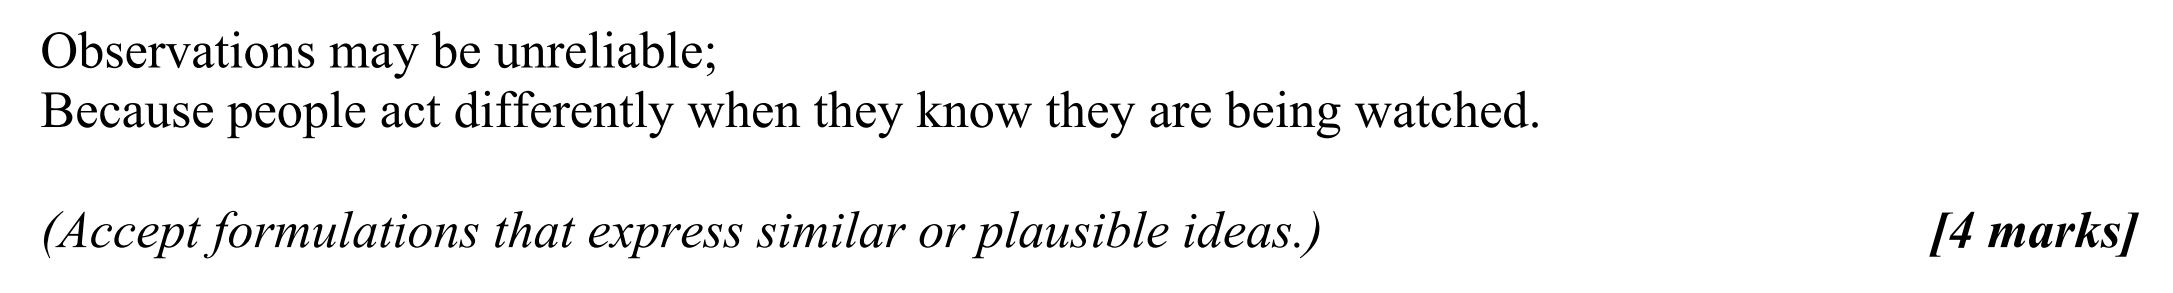 Observations may be unreliable;
Because people act differently when they know they are being watched.
(Accept formulations that express similar or plausible ideas.) [4 marks]